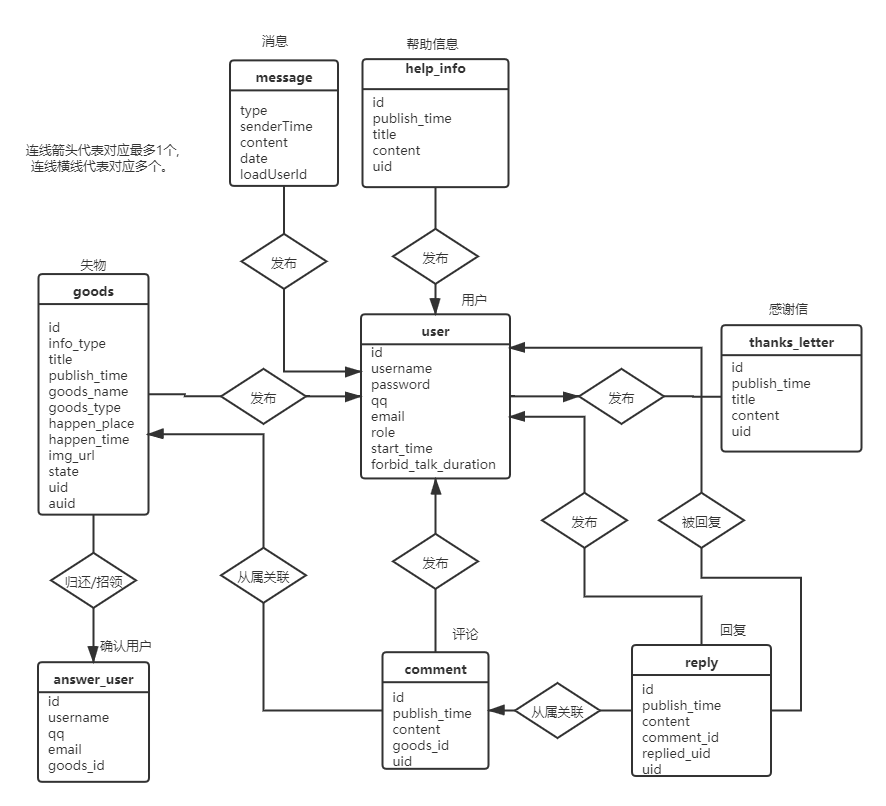 消息
帮助信息
message
type
senderTime
content
date
loadUserId
help_info
id
publish_time
title
content
uid
连线箭头代表对应最多1个,
连线横线代表对应多个。
发布
发布
失物
goods
id
info_type
title
publish_time
goods_name
goods_type
happen_place
happen_time
img_url
state
uid
auid
发布
用户
user
id
username
password
qq
email
role
start_time
forbid_talk_duration
发布
感谢信
thanks_letter
id
publish_time
title
content
uid
归还/招领
从属关联
发布
发布
被回复
确认用户
answer_user
id
username
qq
email
goods_id
评论
comment
id
publish_time
content
goods_id
uid
从属关联
回复
reply
id
publish_time
content
comment_id
replied_uid
uid